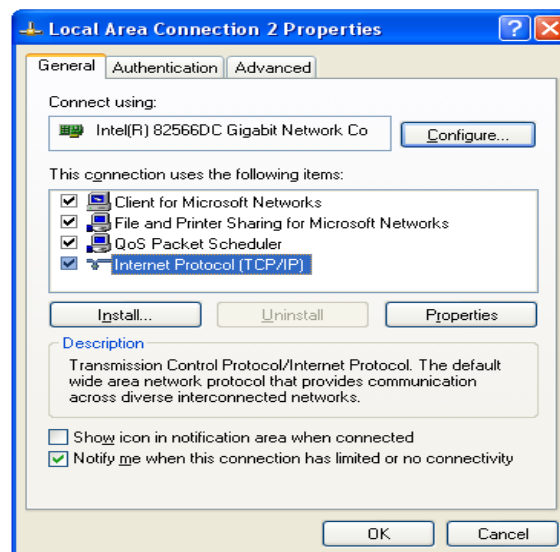 Local Area Connection 2 Properties
General Authentication Advanced
Connect using:
Intel(R) 82566DC Gigabit Network Co
Configure...
This connection uses the following items:
Client for Microsoft Networks
File and Printer Sharing for Microsoft Networks
QoS Packet Scheduler
Internet Protocol (TCP/IP)
Install... Uninstall Properties
Description
Transmission Control Protocol/Internet Protocol. The default
wide area network protocol that provides communication
across diverse interconnected networks.
Show icon in notification area when connected
Notify me when this connection has limited or no connectivity
OK Cancel